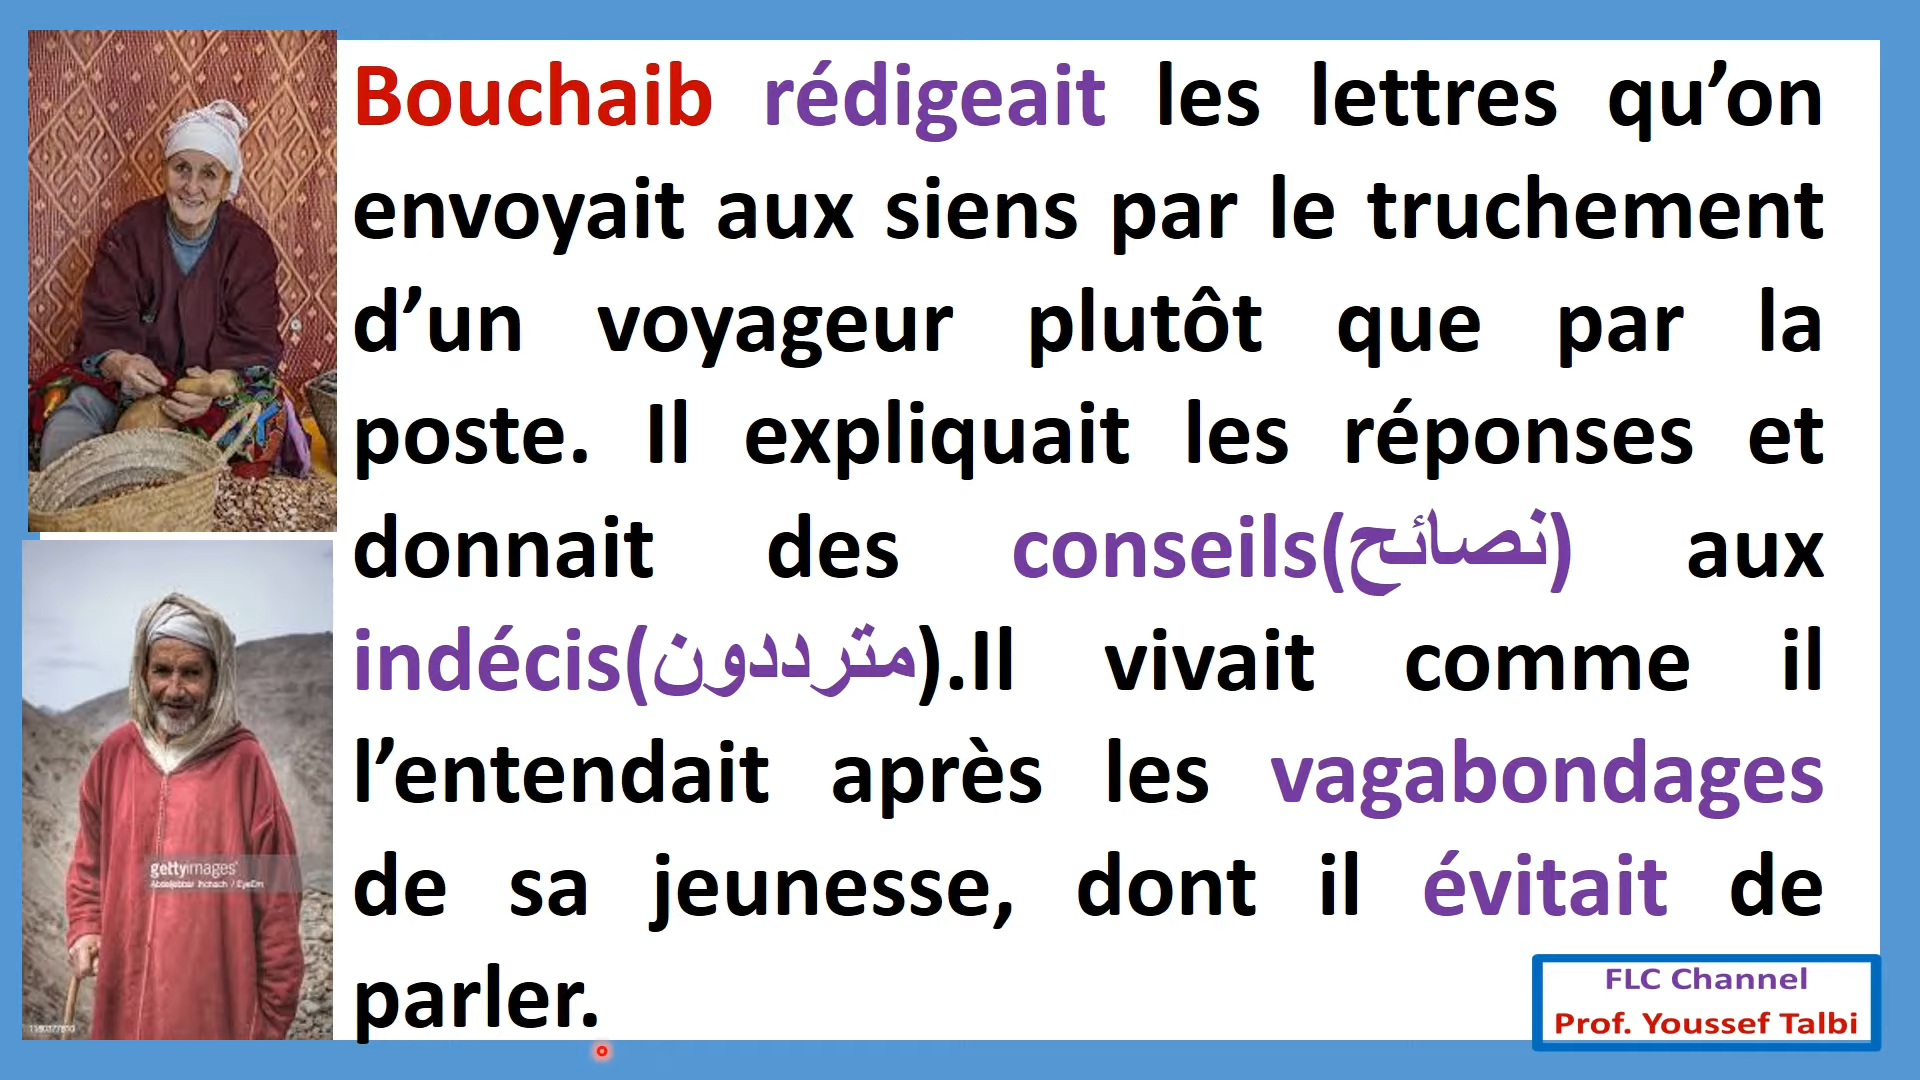 Bouchaib rédigeait les lettres qu’on
envoyait aux siens par le truchement
d’un voyageur plutôt que par la
poste. Il expliquait les réponses et
donnait des conseils(نصائح) aux
indécis(مترددون).Il vivait comme il
l’entendait après les vagabondages
de sa jeunesse, dont il évitait de
parler.
gettyimages
FLC Channel
Prof. Youssef Talbi